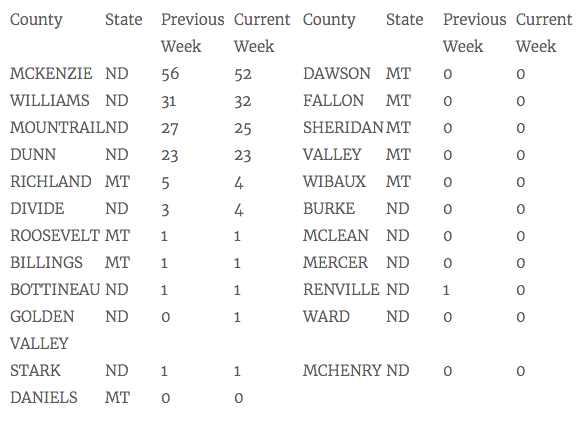 County State Previous Current County State Previous Current
Week Week Week Week
MCKENZIE ND 56 52 DAWSON MT 0 0
WILLIAMS ND 31 32 FALLON MT 0 0
MOUNTRAIL ND 27 25 SHERIDAN MT 0 0
DUNN ND 23 23 VALLEY MT 0 0
RICHLAND MT 5 4 WIBAUX MT 0 0
DIVIDE ND 3 4 BURKE ND 0 0
ROOSEVELT MT 1 1 MCLEAN ND 0 0
BILLINGS MT 1 1 MERCER ND 0 0
BOTTINEAU ND 1 1 RENVILLE ND 1 0
GOLDEN ND 0 1 WARD ND 0 0
VALLEY
STARK ND 1 1 MCHENRY ND 0 0
DANIELS MT 0 0